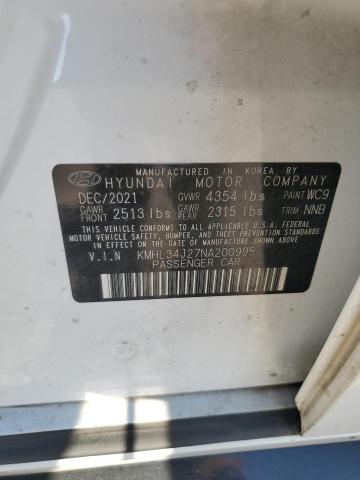 MANUFACTURED IN KOREA BY
HYUNDAI MOTOR COMPANY
DEC/2021 GVWR 4354 lbs PAINT WC9
GAWR FRONT 2513 lbs GAWR REAR 2315 lbs TRIM NNB
THIS VEHICLE CONFORMS TO ALL APPLICABLE U.S.A. FEDERAL
MOTOR VEHICLE SAFETY, BUMPER, AND THEFT
PREVENTION STANDARDS IN EFFECT ON THE DATE OF
MANUFACTURE SHOWN ABOVE.
V.I.N KMHL34J27NA200995
PASSENGER CAR